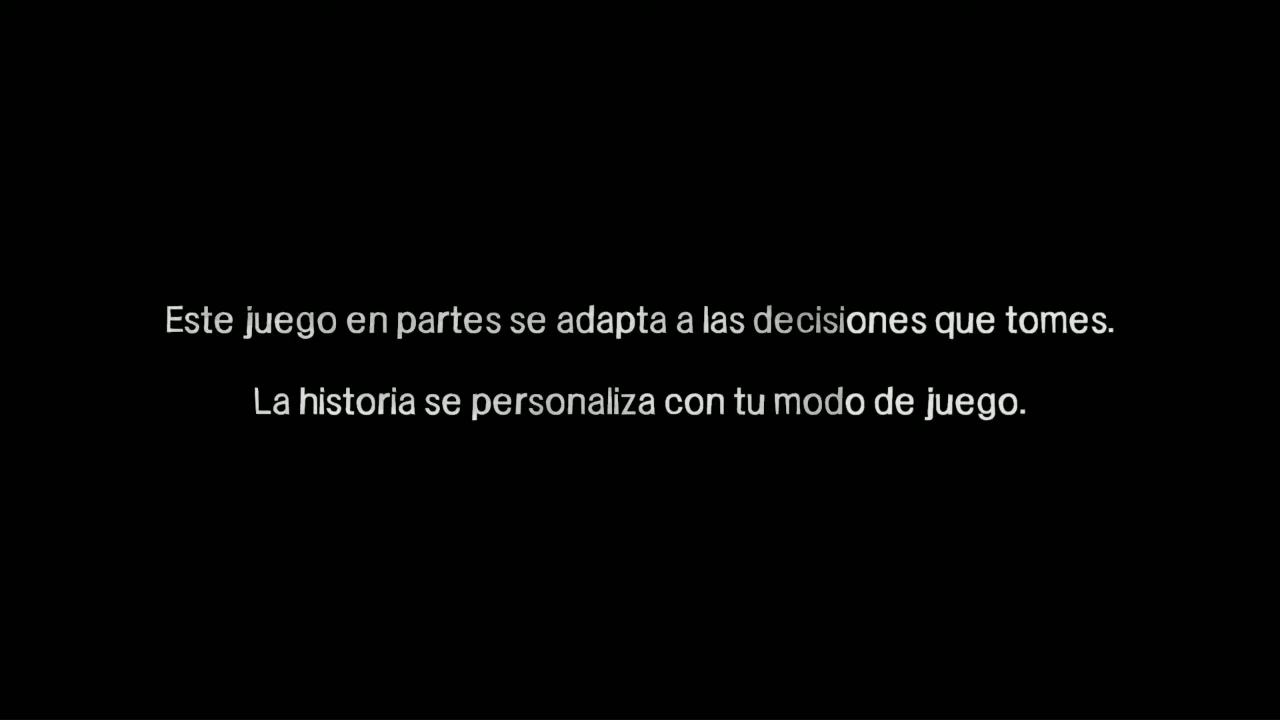 Este juego en partes se adapta a las decisiones que tomes.
La historia se personaliza con tu modo de juego.